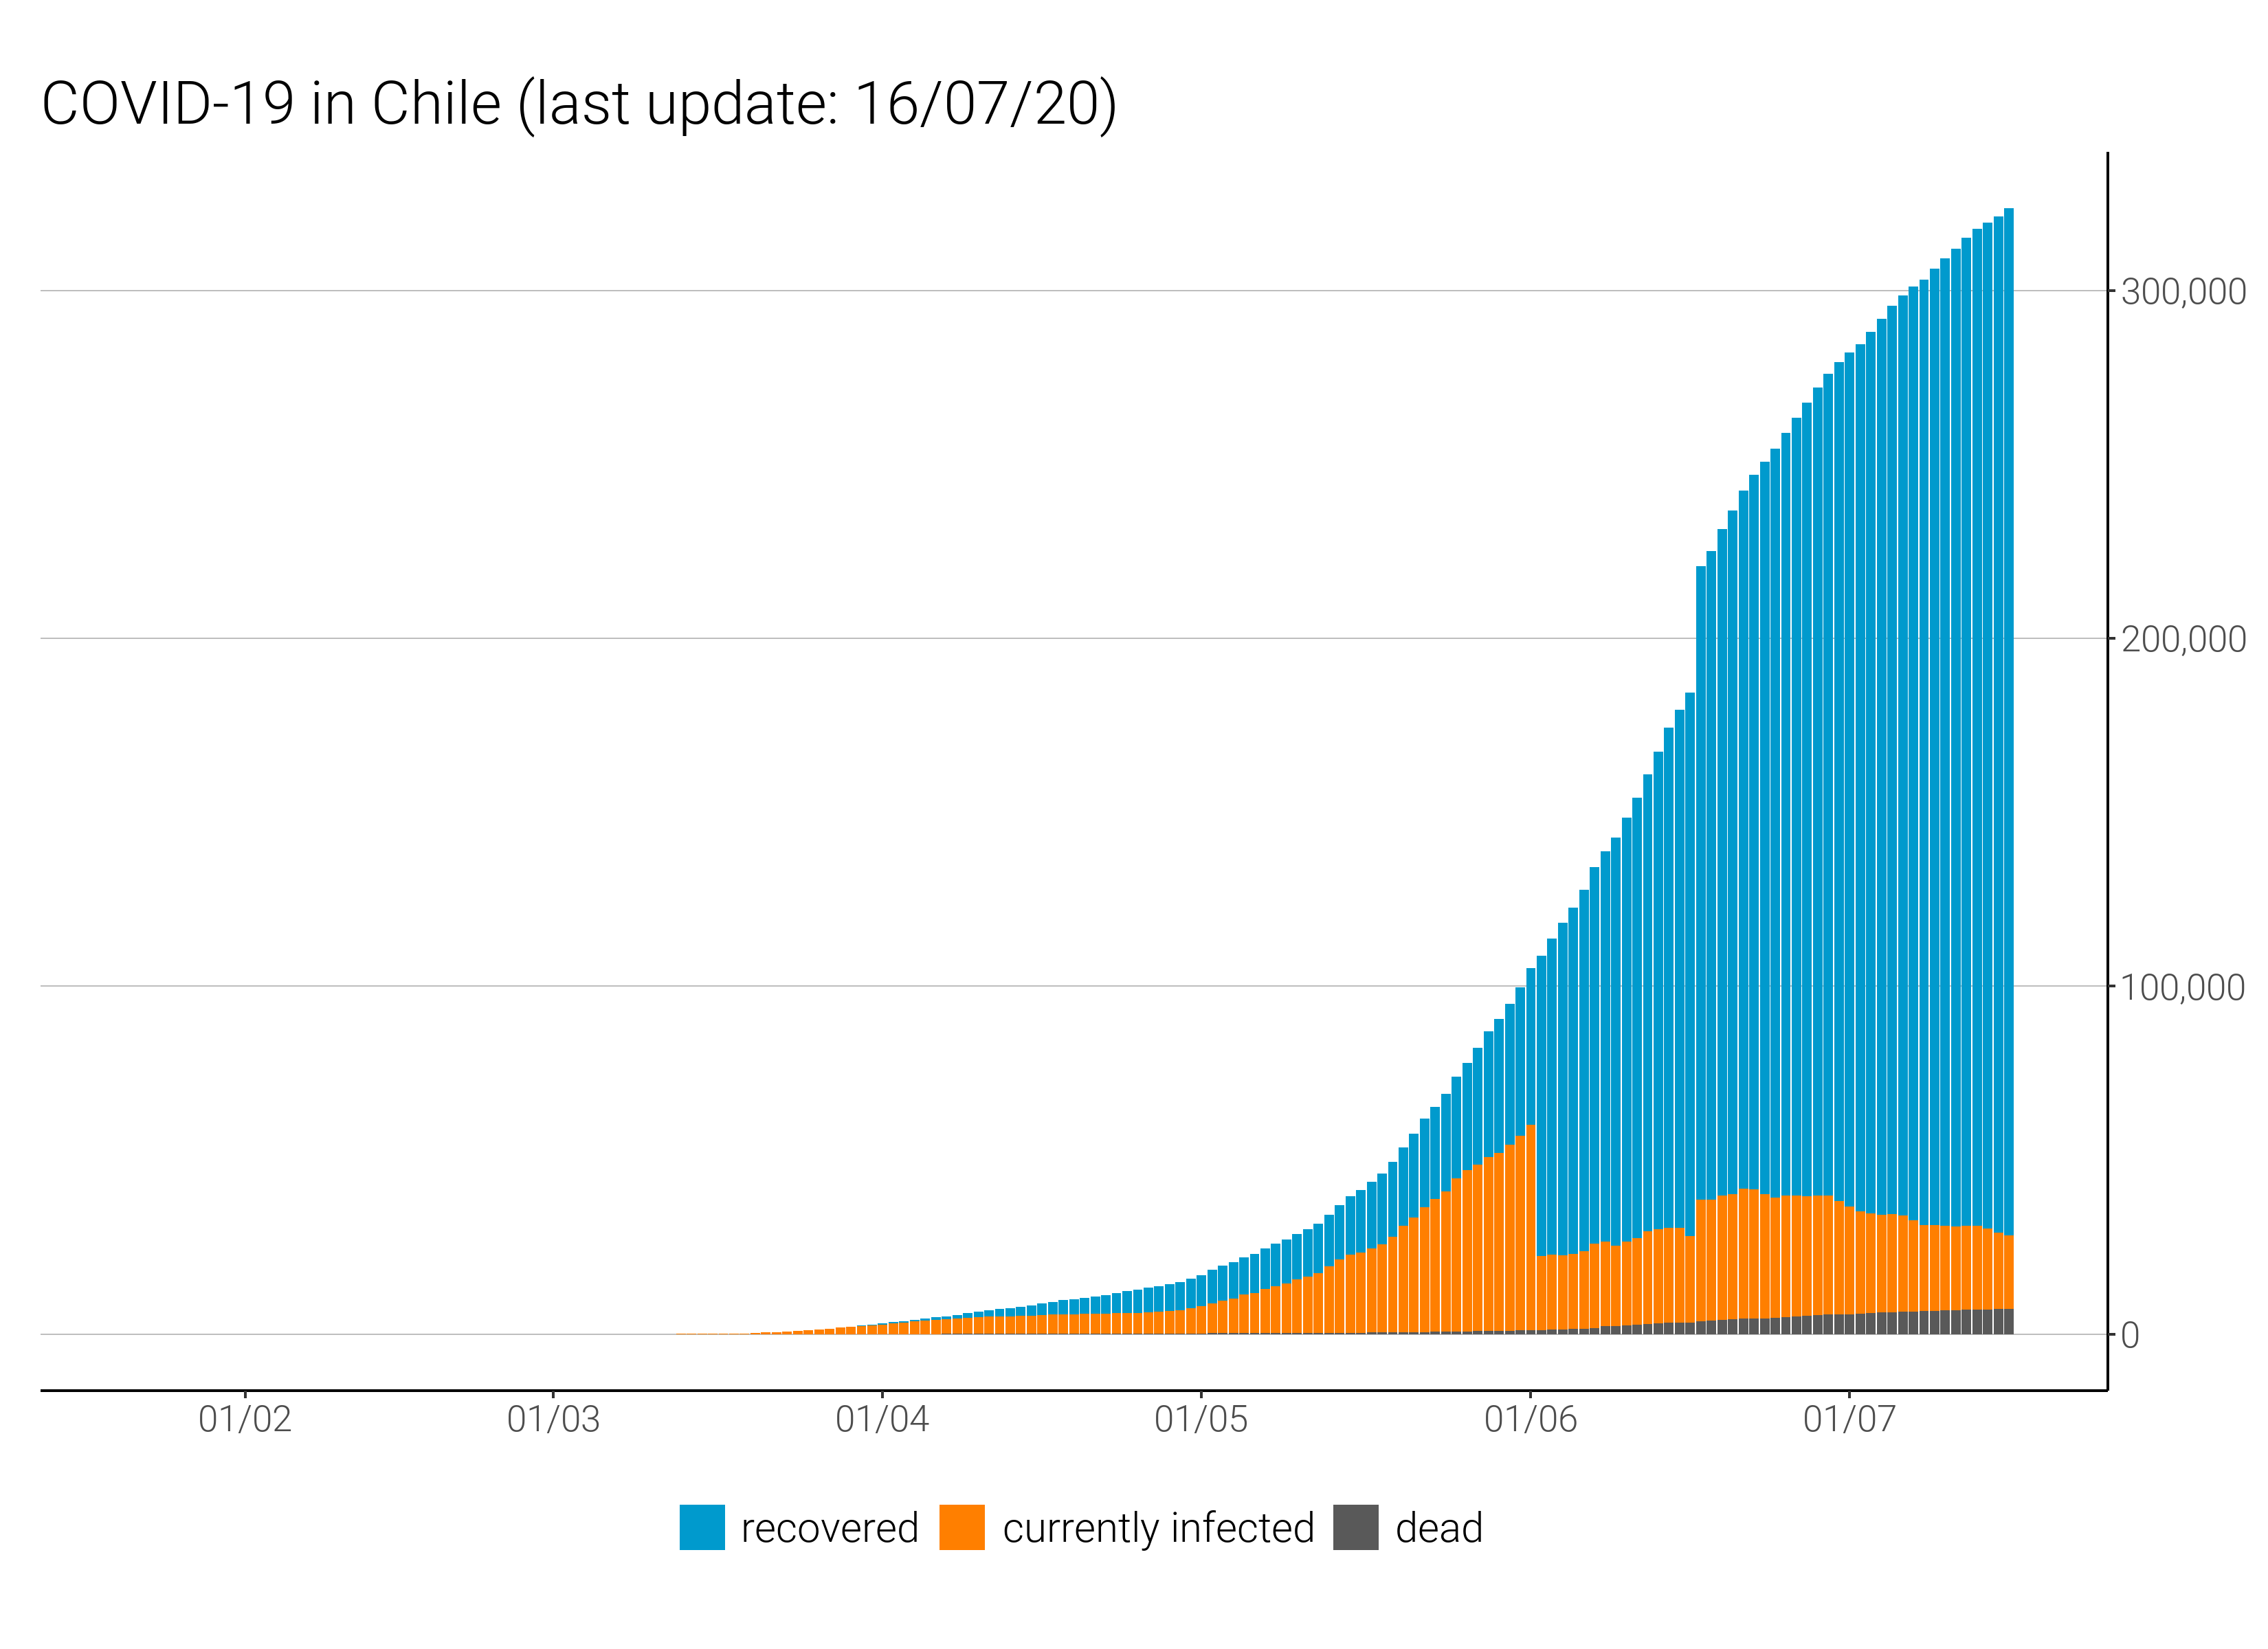 COVID-19 in Chile (last update: 16/07/20)
300,000
200,000
100,000
0
01/02 01/03 01/04 01/05 01/06 01/07
recovered currently infected dead